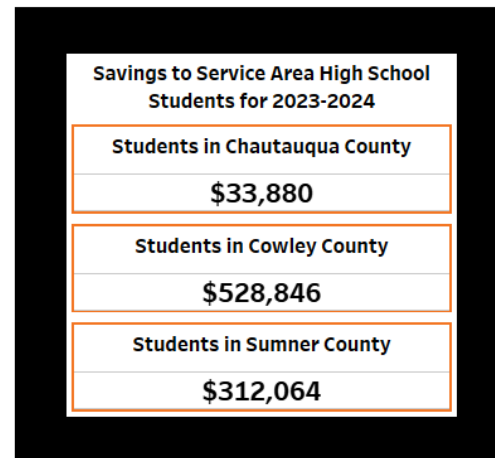 Savings to Service Area High School
Students for 2023-2024
Students in Chautauqua County
$33,880
Students in Cowley County
$528,846
Students in Sumner County
$312,064